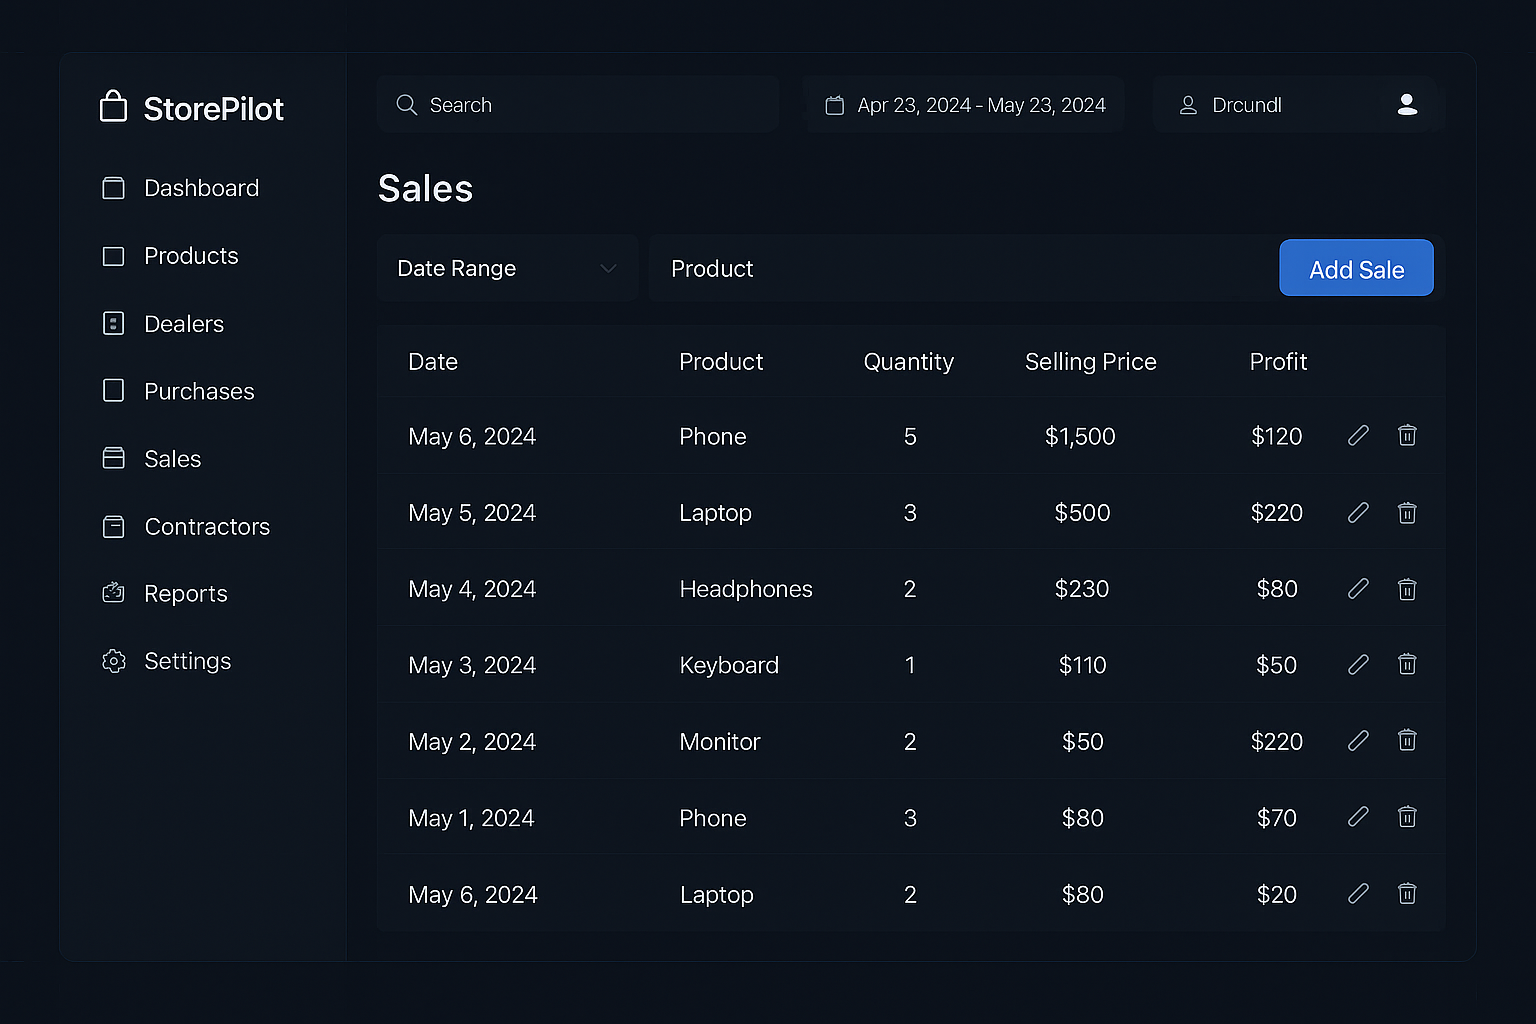 StorePilot
Dashboard
Products
Dealers
Purchases
Sales
Contractors
Reports
Settings
Search
Apr 23, 2024 - May 23, 2024
Drcundl
Sales
Date Range
Product
Add Sale
Date Product Quantity Selling Price Profit
May 6, 2024 Phone 5 $1,500 $120
May 5, 2024 Laptop 3 $500 $220
May 4, 2024 Headphones 2 $230 $80
May 3, 2024 Keyboard 1 $110 $50
May 2, 2024 Monitor 2 $50 $220
May 1, 2024 Phone 3 $80 $70
May 6, 2024 Laptop 2 $80 $20